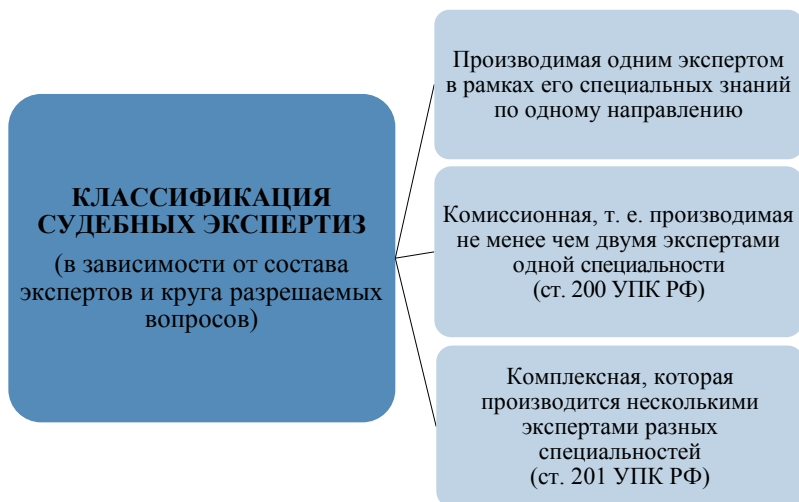 КЛАССИФИКАЦИЯ
СУДЕБНЫХ ЭКСПЕРТИЗ
(в зависимости от состава
экспертов и круга разрешаемых
вопросов)
Производимая одним экспертом
в рамках его специальных знаний
по одному направлению
Комиссионная, т. е. производимая
не менее чем двумя экспертами
одной специальности
(ст. 200 УПК РФ)
Комплексная, которая
производится несколькими
экспертами разных
специальностей
(ст. 201 УПК РФ)